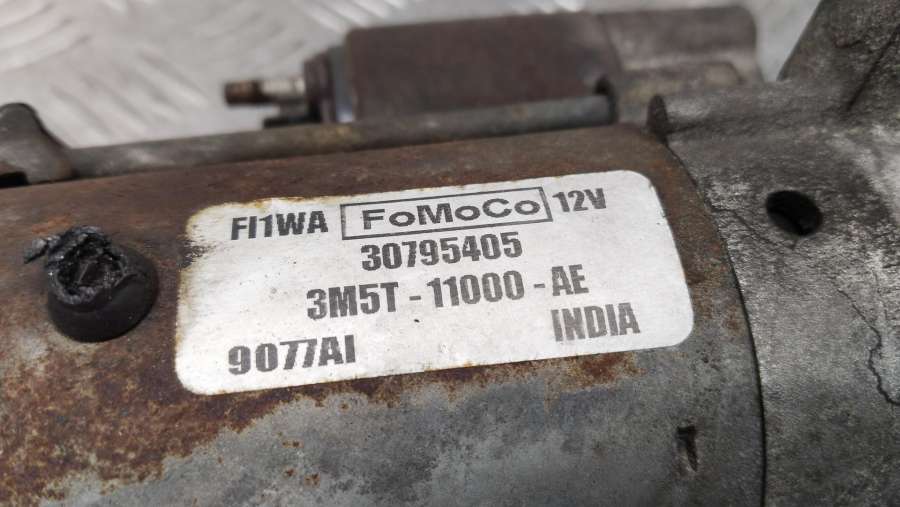 FI1WA FoMoCo 12V
30795405
3M5T-11000-AE
9077AI INDIA